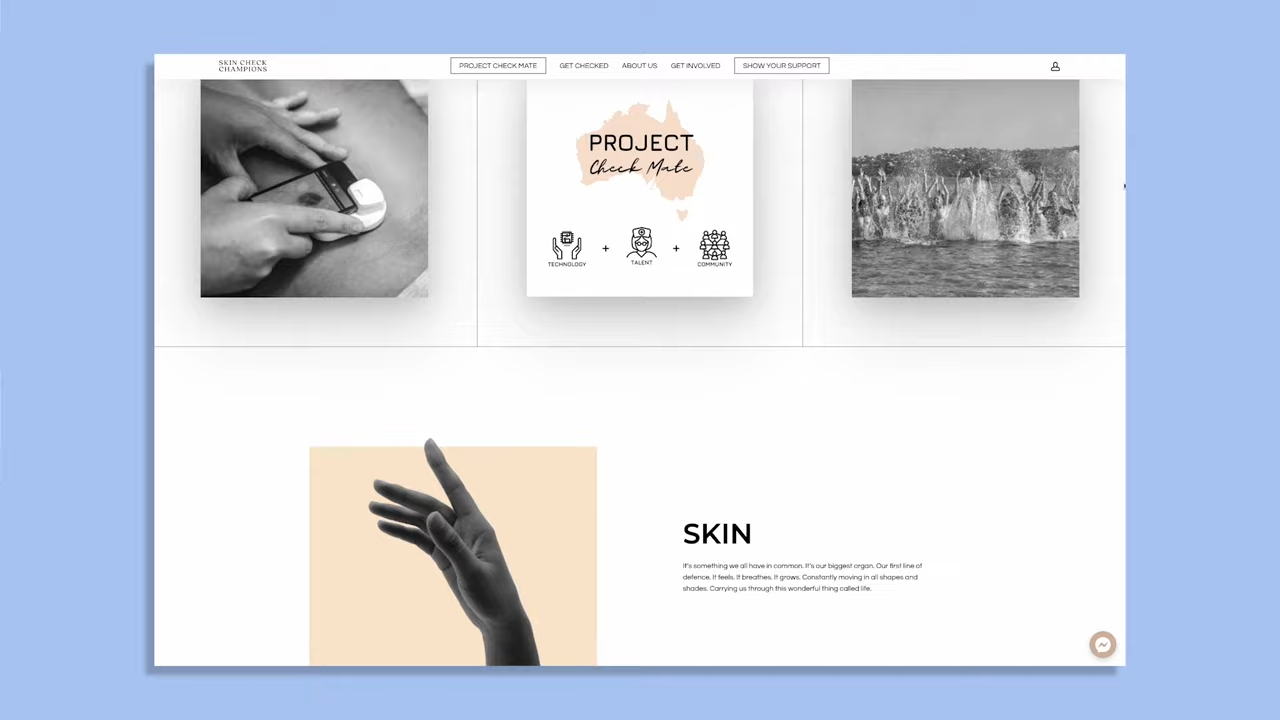 SKIN CHECK
CHAMPIONS
PROJECT CHECK MATE
GET CHECKED
ABOUT US
GET INVOLVED
SHOW YOUR SUPPORT
PROJECT
Check Mate
+
+
TECHNOLOGY
TALENT
COMMUNITY
SKIN
It's something we all have in common. It's our biggest organ. Our first line of
defence. It feels. It breathes. It grows. Constantly moving in all shapes and
shades. Carrying us through this wonderful thing called life.